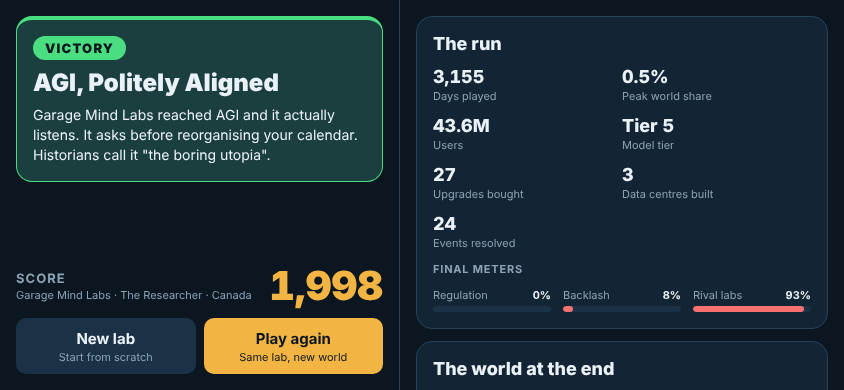 VICTORY
AGI, Politely Aligned
Garage Mind Labs reached AGI and it actually
listens. It asks before reorganising your calendar.
Historians call it "the boring utopia".
SCORE
Garage Mind Labs · The Researcher · Canada
1,998
New lab
Start from scratch
Play again
Same lab, new world
The run
3,155
Days played
0.5%
Peak world share
43.6M
Users
Tier 5
Model tier
27
Upgrades bought
3
Data centres built
24
Events resolved
FINAL METERS
Regulation 0%
Backlash 8%
Rival labs 93%
The world at the end